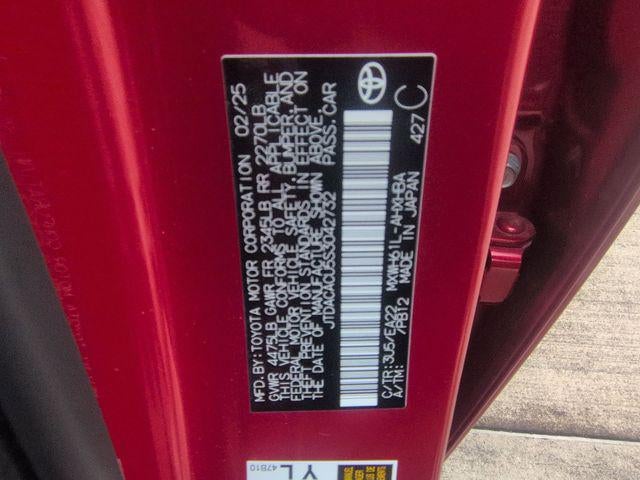 MFD. BY: TOYOTA MOTOR CORPORATION 02/25
GVWR 4475LB GAWR FR 2345LB RR 2270LB
THIS VEHICLE CONFORMS TO ALL APPLICABLE
FEDERAL MOTOR VEHICLE SAFETY, BUMPER, AND
THEFT PREVENTION STANDARDS IN EFFECT ON
THE DATE OF MANUFACTURE SHOWN ABOVE.
JTDACACU5S3042732 PASS. CAR
C/TR: 3U5/EA22 MXWH61L-AHXHBA
A/TM: /PB12 MADE IN JAPAN
427 C
47B10
YL